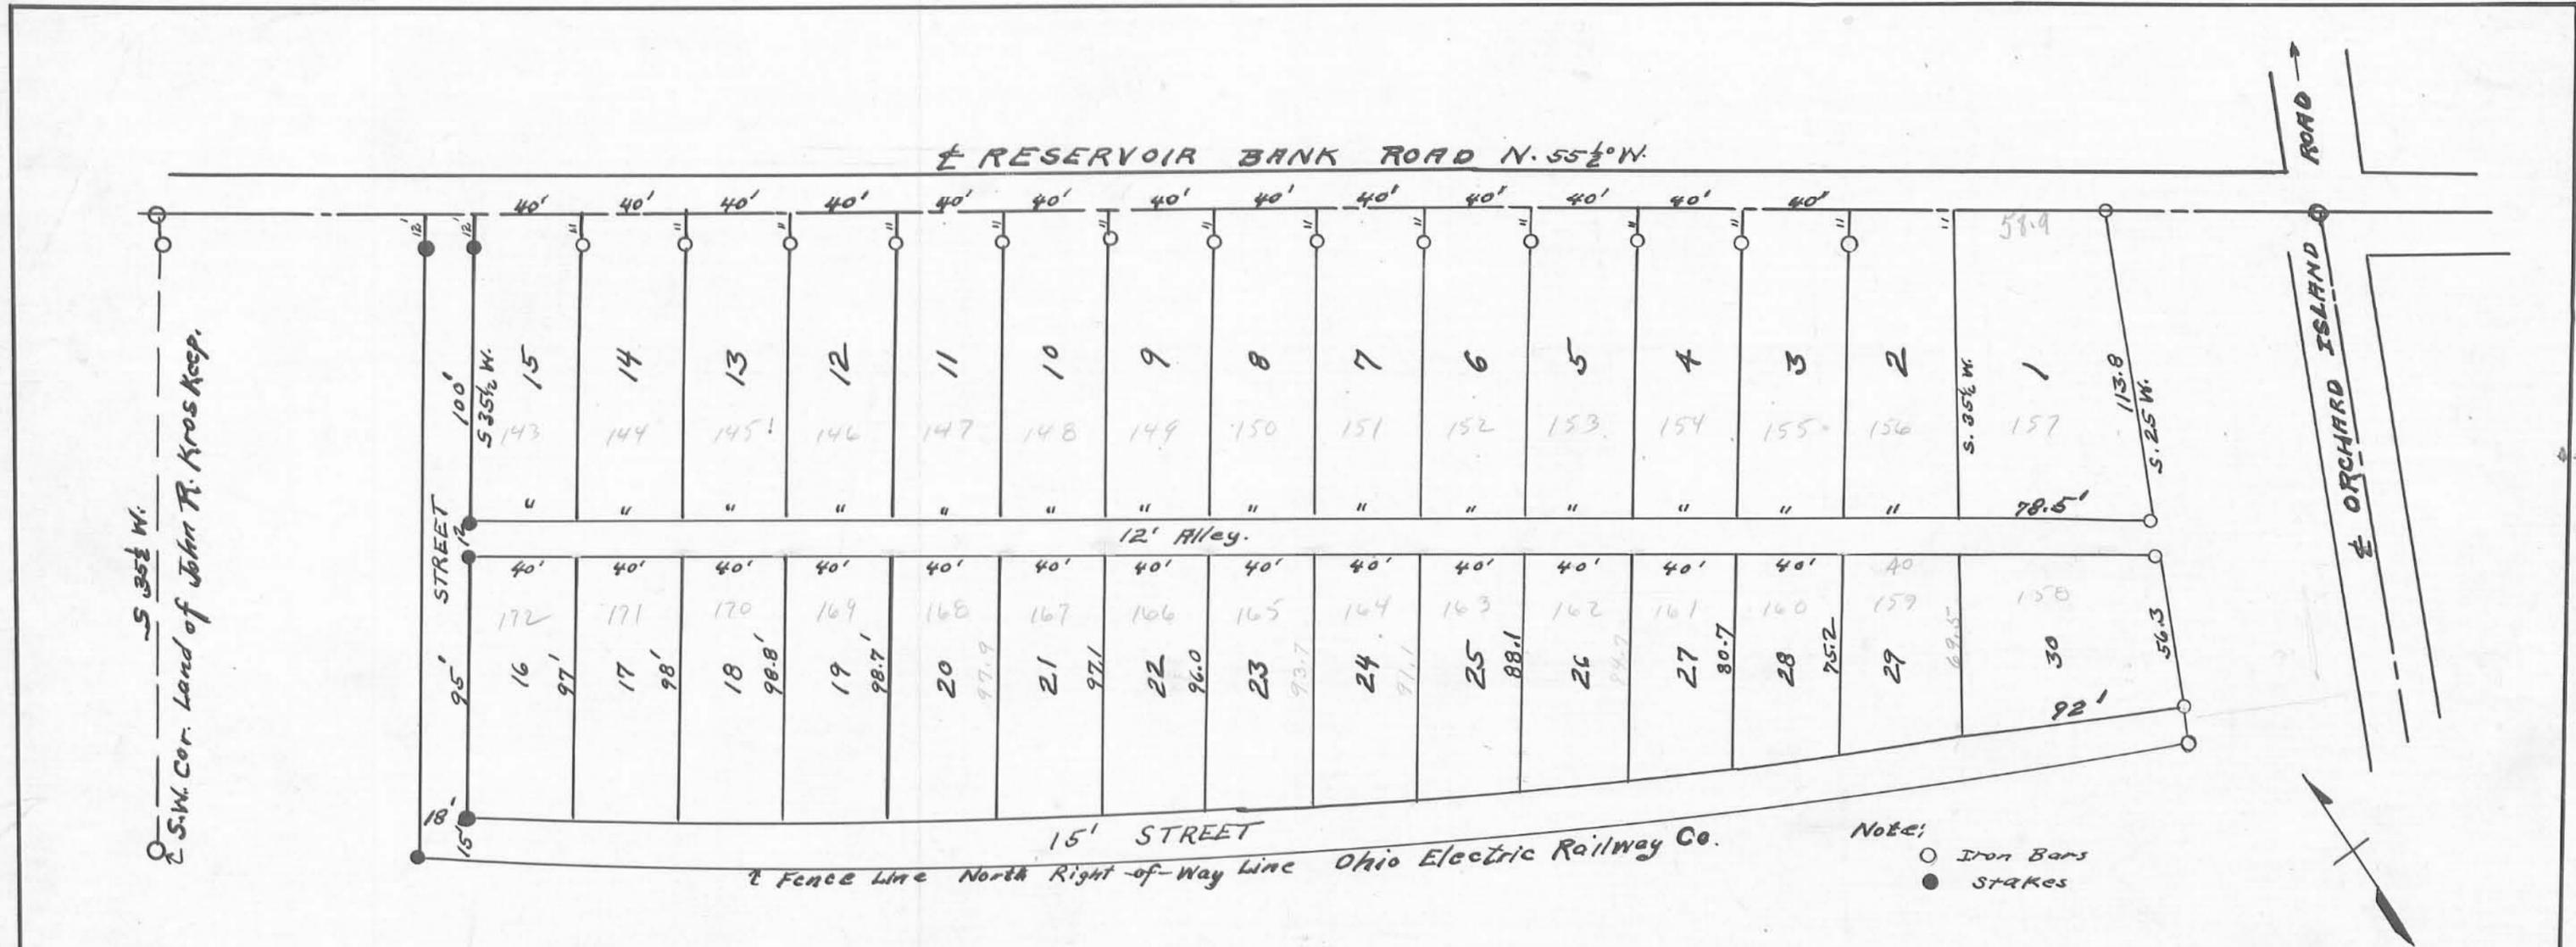 ℄ RESERVOIR BANK ROAD N. 55½° W.
ROAD →
40' 40' 40' 40' 40' 40' 40' 40' 40' 40' 40' 40' 40'
12' 12' " " " " " " " " " " " " " "
58.9
15 14 13 12 11 10 9 8 7 6 5 4 3 2 1
100'
S 35½ W.
S. 35½ W.
113.8
S. 25 W.
143 144 145 146 147 148 149 150 151 152 153 154 155 156 157
" " " " " " " " " " " " " " 78.5'
12' Alley.
12
STREET
40' 40' 40' 40' 40' 40' 40' 40' 40' 40' 40' 40' 40' 40
172 171 170 169 168 167 166 165 164 163 162 161 160 159 158
95' 16 97' 17 98' 18 98.8' 19 98.7' 20 97.9 21 97.1 22 96.0 23 93.7 24 91.1 25 88.1 26 27 80.7 28 75.2 29 69.5 30 56.3
92'
18'
15'
15' STREET
℄ Fence Line North Right-of-Way Line Ohio Electric Railway Co.
S 35½ W.
S.W. Cor. Land of John R. Kroskeep.
℄ ORCHARD ISLAND
Note:
Iron Bars
Stakes